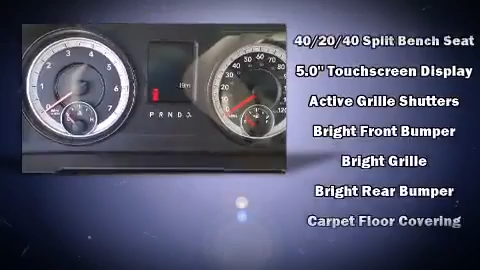 40/20/40 Split Bench Seat
5.0" Touchscreen Display
Active Grille Shutters
Bright Front Bumper
Bright Grille
Bright Rear Bumper
Carpet Floor Covering
P R N D